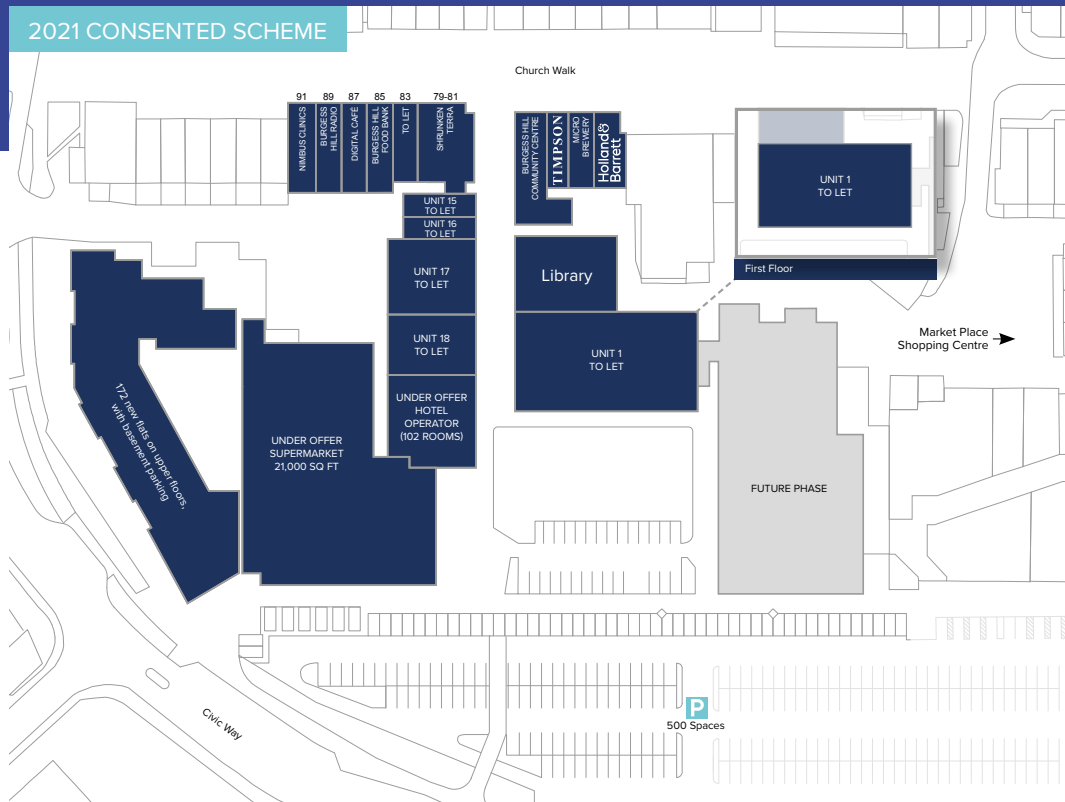 2021 CONSENTED SCHEME
Church Walk
91
89
87
85
83
79-81
NIMBUS CLINICS
BURGESS
HILL RADIO
DIGITAL CAFÉ
BURGESS HILL
FOOD BANK
TO LET
SHRUNKEN
TERRA
BURGESS HILL
COMMUNITY CENTRE
TIMPSON
MICRO
BREWERY
Holland&
Barrett
UNIT 1
TO LET
First Floor
UNIT 15
TO LET
UNIT 16
TO LET
UNIT 17
TO LET
UNIT 18
TO LET
Library
UNIT 1
TO LET
Market Place
Shopping Centre
UNDER OFFER
HOTEL
OPERATOR
(102 ROOMS)
UNDER OFFER
SUPERMARKET
21,000 SQ FT
172 new flats on upper floors,
with basement parking
FUTURE PHASE
P
500 Spaces
Civic Way